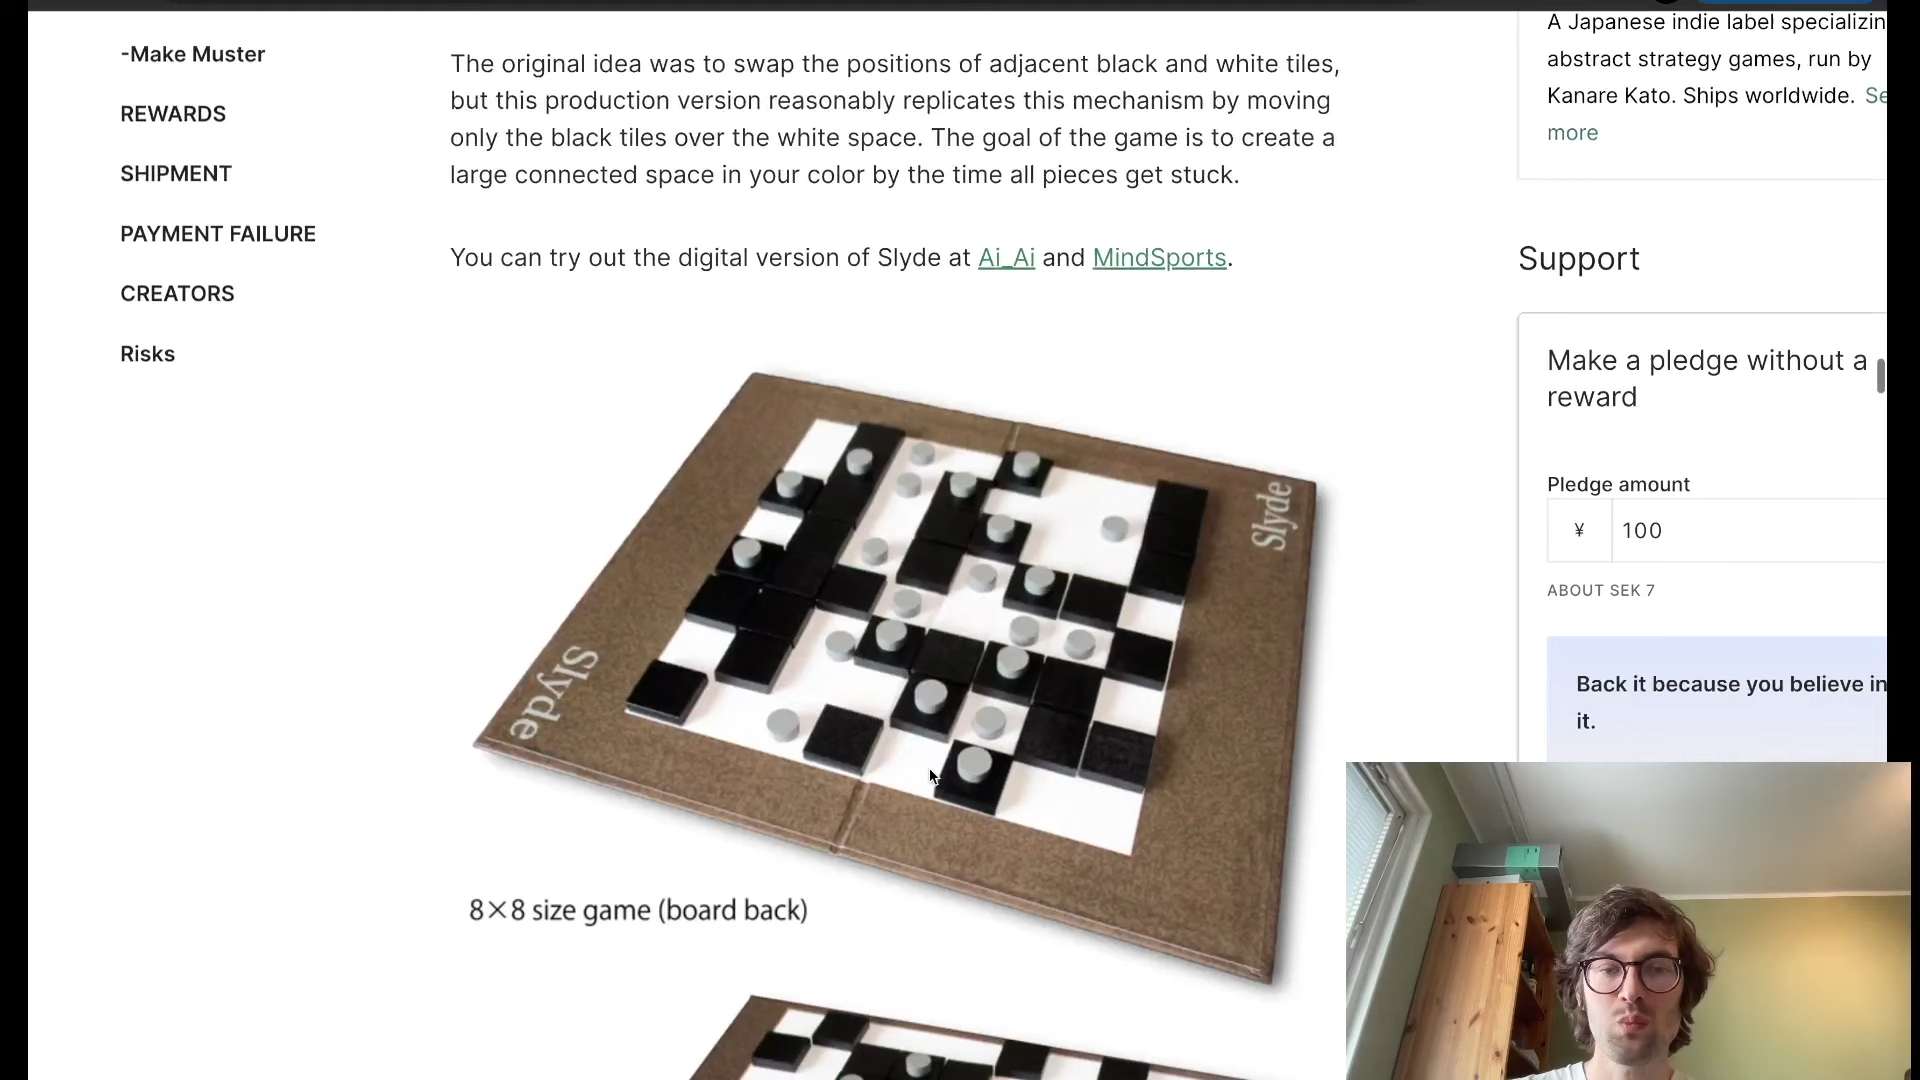 -Make Muster
REWARDS
SHIPMENT
PAYMENT FAILURE
CREATORS
Risks
The original idea was to swap the positions of adjacent black and white tiles,
but this production version reasonably replicates this mechanism by moving
only the black tiles over the white space. The goal of the game is to create a
large connected space in your color by the time all pieces get stuck.
You can try out the digital version of Slyde at Ai_Ai and MindSports.
Slyde
Slyde
8×8 size game (board back)
A Japanese indie label specializin
abstract strategy games, run by
Kanare Kato. Ships worldwide. Se
more
Support
Make a pledge without a
reward
Pledge amount
¥ 100
ABOUT SEK 7
Back it because you believe in
it.